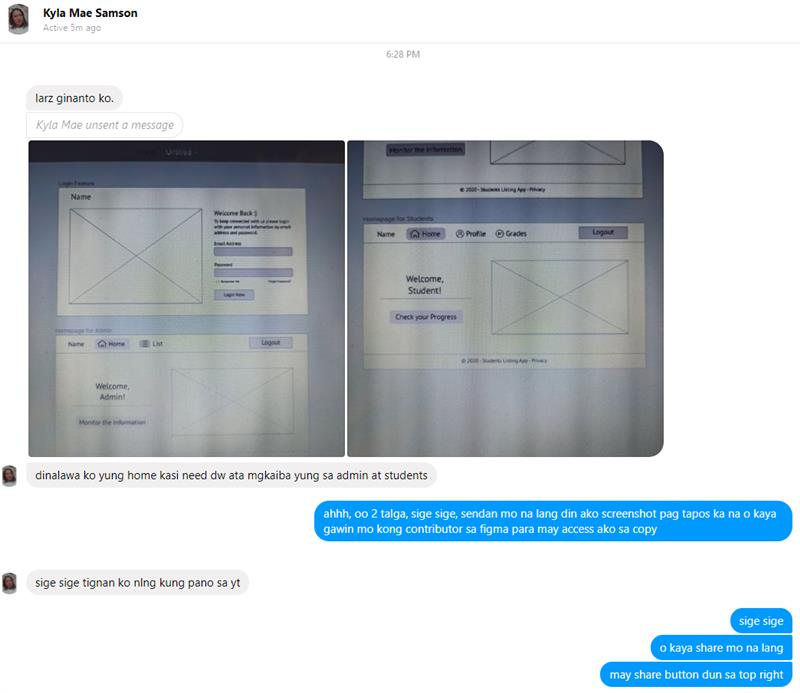 Kyla Mae Samson
Active 5m ago
6:28 PM
larz ginanto ko.
Kyla Mae unsent a message
Untitled
Login Feature
Name
Welcome Back :)
To keep connected with us please login
with your personal information by email
address and password.
Email Address
Password
Remember Me
Forgot Password?
Login Now
Homepage for Admin
Name Home List Logout
Welcome,
Admin!
Monitor the Information
Monitor the Information
© 2020 - Students Listing App - Privacy
Homepage for Students
Name Home Profile Grades Logout
Welcome,
Student!
Check your Progress
© 2020 - Students Listing App - Privacy
dinalawa ko yung home kasi need dw ata mgkaiba yung sa admin at students
ahhh, oo 2 talga, sige sige, sendan mo na lang din ako screenshot pag tapos ka na o kaya
gawin mo kong contributor sa figma para may access ako sa copy
sige sige tignan ko nlng kung pano sa yt
sige sige
o kaya share mo na lang
may share button dun sa top right